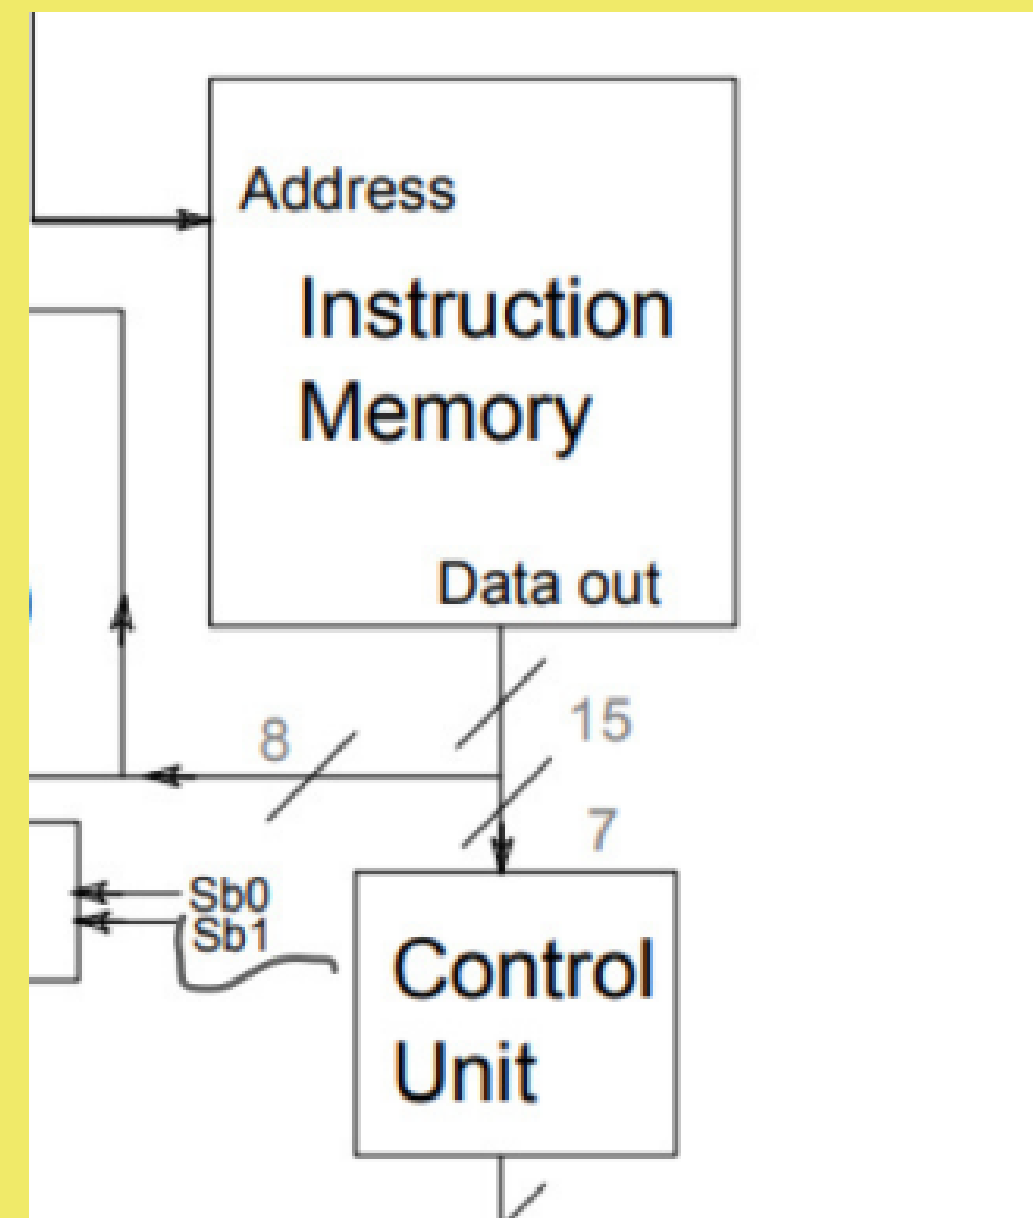 Address
Instruction
Memory
Data out
15
8
7
Sb0
Sb1
Control
Unit